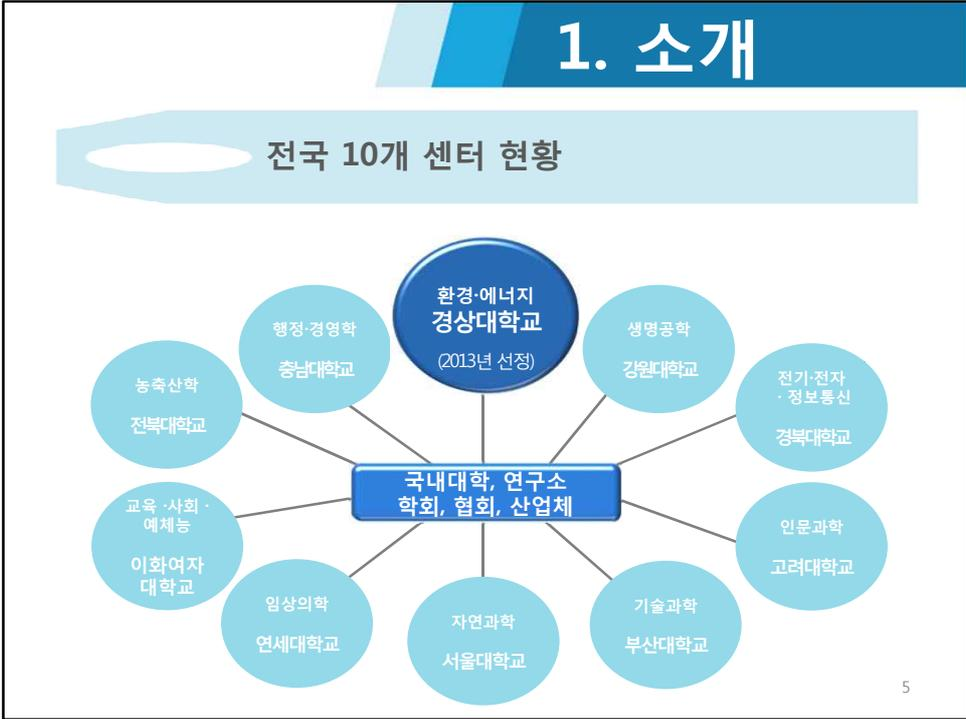 1. 소개
전국 10개 센터 현황
환경·에너지
경상대학교
(2013년 선정)
행정·경영학
충남대학교
생명공학
강원대학교
농축산학
전북대학교
전기·전자
· 정보통신
경북대학교
국내대학, 연구소
학회, 협회, 산업체
교육 ·사회 ·
예체능
이화여자
대학교
인문과학
고려대학교
임상의학
연세대학교
자연과학
서울대학교
기술과학
부산대학교
5